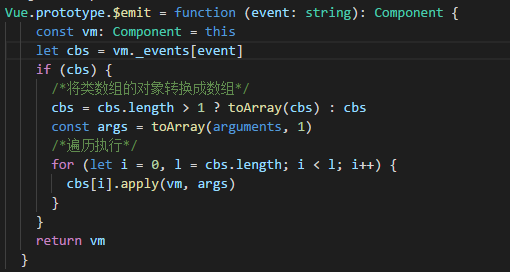 Vue.prototype.$emit = function (event: string): Component {
    const vm: Component = this
    let cbs = vm._events[event]
    if (cbs) {
      /*将类数组的对象转换成数组*/
      cbs = cbs.length > 1 ? toArray(cbs) : cbs
      const args = toArray(arguments, 1)
      /*遍历执行*/
      for (let i = 0, l = cbs.length; i < l; i++) {
        cbs[i].apply(vm, args)
      }
    }
    return vm
  }